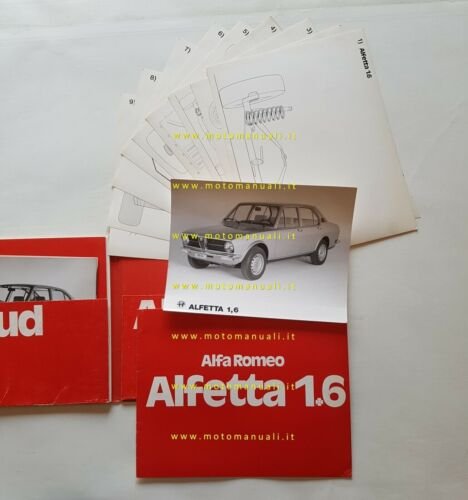 9)
8)
7)
6)
5)
4)
3)
1) Alfetta 1.6
www.motomanuali.it
www.motomanuali.it
www.motomanuali.it
ALFETTA 1,6
www.motomanuali.it
ud
A
Alfa Romeo
www.motomanuali.it
Alfetta 1.6
www.motomanuali.it